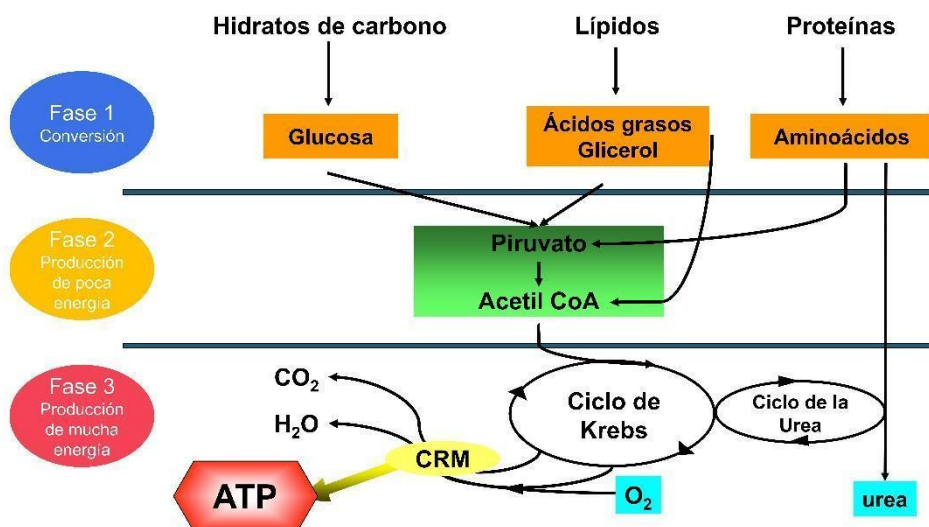 Hidratos de carbono
Lípidos
Proteínas
Fase 1
Conversión
Glucosa
Ácidos grasos
Glicerol
Aminoácidos
Fase 2
Producción
de poca
energía
Piruvato
Acetil CoA
Fase 3
Producción
de mucha
energía
CO2
H2O
Ciclo de
Krebs
Ciclo de la
Urea
CRM
ATP
O2
urea